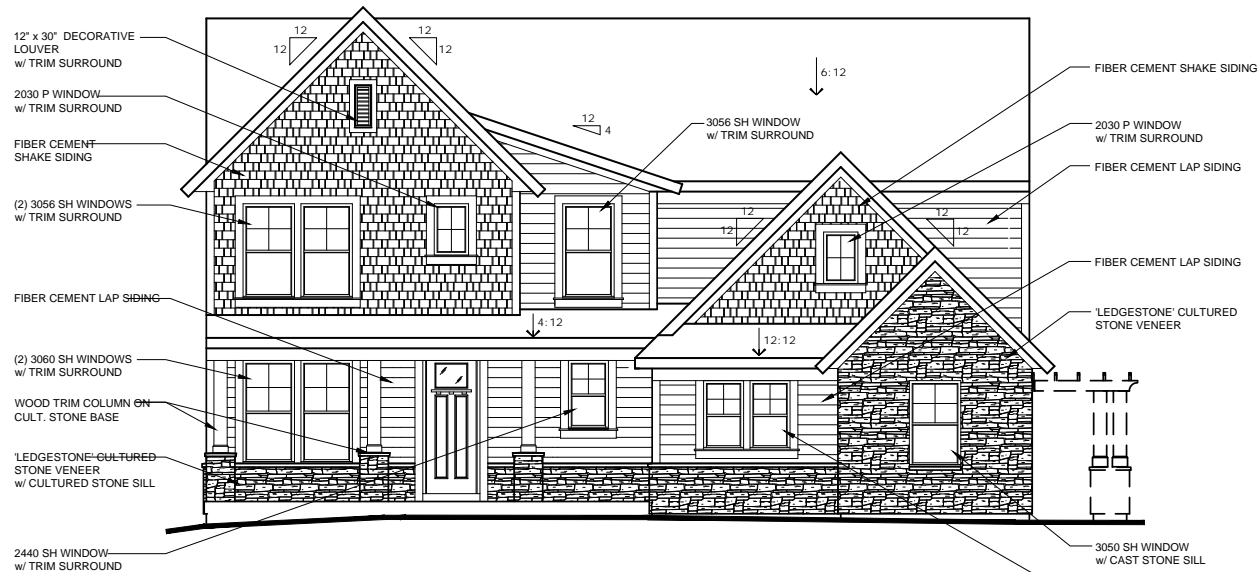 12" x 30" DECORATIVE
LOUVER
w/ TRIM SURROUND
2030 P WINDOW
w/ TRIM SURROUND
FIBER CEMENT
SHAKE SIDING
(2) 3056 SH WINDOWS
w/ TRIM SURROUND
FIBER CEMENT LAP SIDING
(2) 3060 SH WINDOWS
w/ TRIM SURROUND
WOOD TRIM COLUMN ON
CULT. STONE BASE
'LEDGESTONE' CULTURED
STONE VENEER
w/ CULTURED STONE SILL
2440 SH WINDOW
w/ TRIM SURROUND
12
12
12
12
12
4
6:12
3056 SH WINDOW
w/ TRIM SURROUND
12
12
12
12
4:12
12:12
FIBER CEMENT SHAKE SIDING
2030 P WINDOW
w/ TRIM SURROUND
FIBER CEMENT LAP SIDING
FIBER CEMENT LAP SIDING
'LEDGESTONE' CULTURED
STONE VENEER
3050 SH WINDOW
w/ CAST STONE SILL